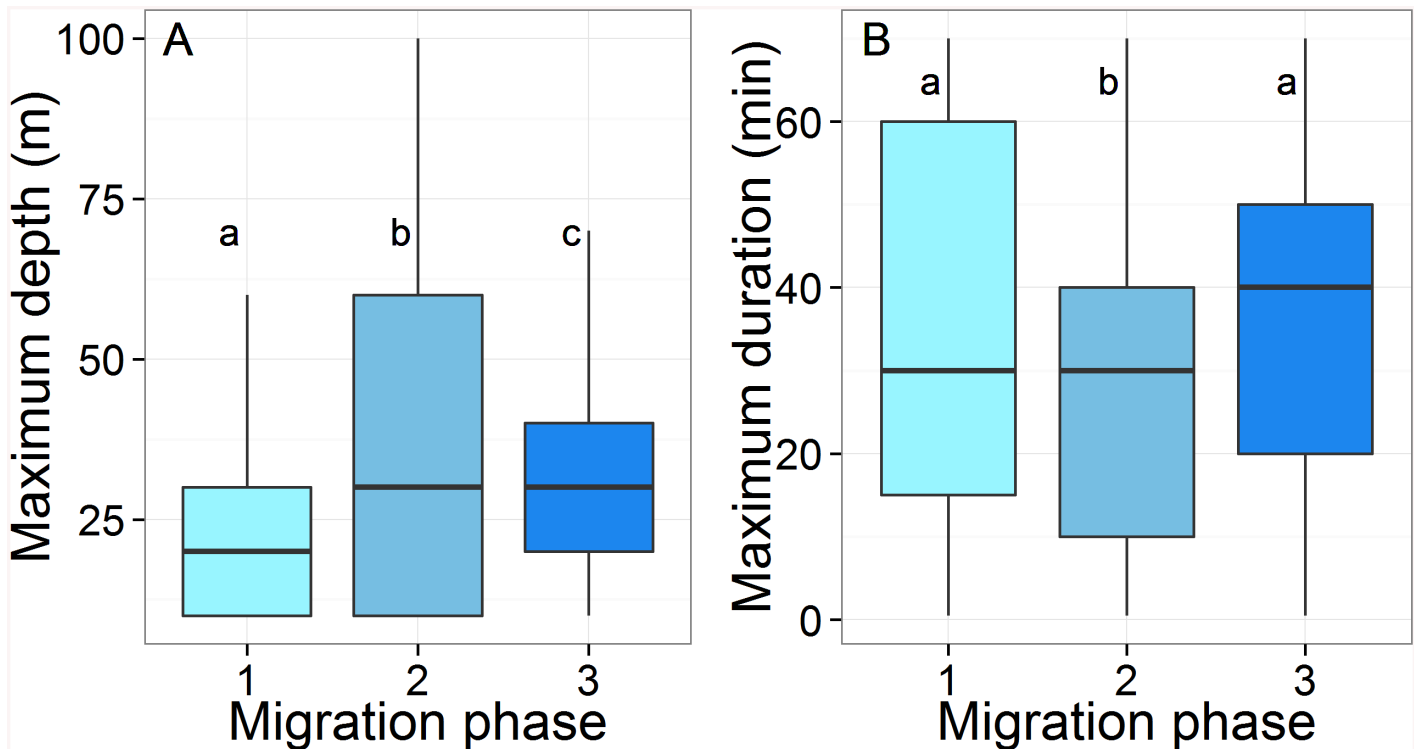 A
Maximum depth (m)
100
75
50
25
a
b
c
1
2
3
Migration phase
B
Maximum duration (min)
60
40
20
0
a
b
a
1
2
3
Migration phase